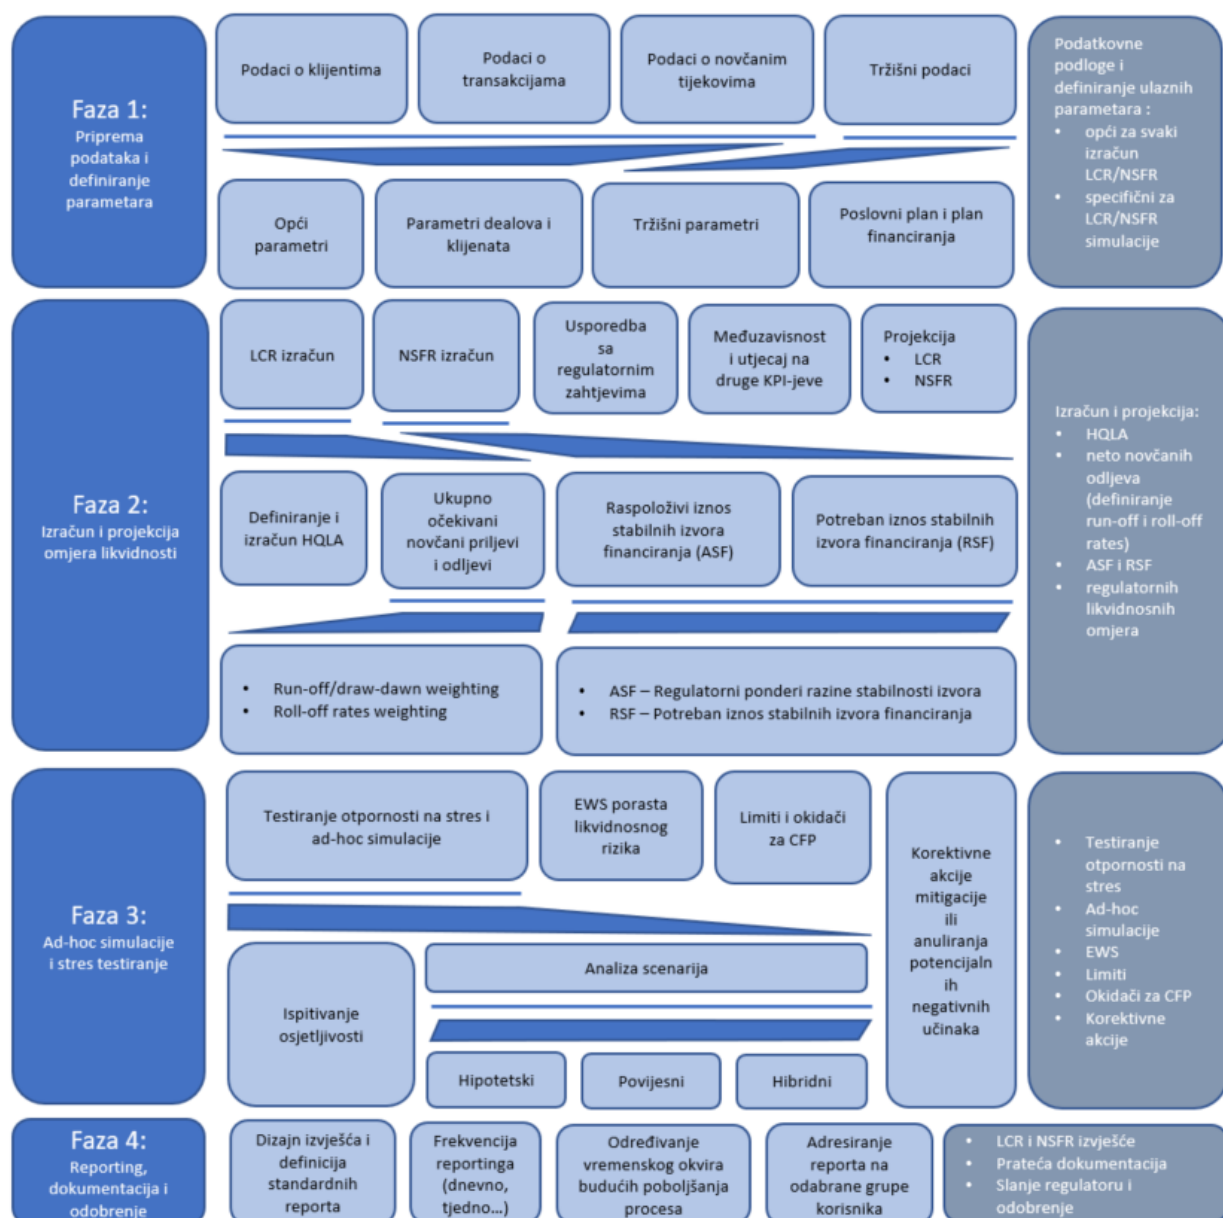 Faza 1:
Priprema
podataka i
definiranje
parametara
Podaci o klijentima
Podaci o
transakcijama
Podaci o novčanim
tijekovima
Tržišni podaci
Opći
parametri
Parametri dealova i
klijenata
Tržišni parametri
Poslovni plan i plan
financiranja
Podatkovne
podloge i
definiranje ulaznih
parametara :
• opći za svaki
izračun
LCR/NSFR
• specifični za
LCR/NSFR
simulacije
Faza 2:
Izračun i projekcija
omjera likvidnosti
LCR izračun
NSFR izračun
Usporedba
sa
regulatornim
zahtjevima
Međuzavisnost
i utjecaj na
druge KPI-jeve
Projekcija
• LCR
• NSFR
Definiranje i
izračun HQLA
Ukupno
očekivani
novčani priljevi
i odljevi
Raspoloživi iznos
stabilnih izvora
financiranja (ASF)
Potreban iznos stabilnih
izvora financiranja (RSF)
• Run-off/draw-dawn weighting
• Roll-off rates weighting
• ASF – Regulatorni ponderi razine stabilnosti izvora
• RSF – Potreban iznos stabilnih izvora financiranja
Izračun i projekcija:
• HQLA
• neto novčanih
odljeva
(definiranje
run-off i roll-off
rates)
• ASF i RSF
• regulatornih
likvidnosnih
omjera
Faza 3:
Ad-hoc simulacije
i stres testiranje
Testiranje otpornosti na stres i
ad-hoc simulacije
EWS porasta
likvidnosnog
rizika
Limiti i okidači
za CFP
Ispitivanje
osjetljivosti
Analiza scenarija
Hipotetski
Povijesni
Hibridni
Korektivne
akcije
mitigacije
ili
anuliranja
potencijaln
ih
negativnih
učinaka
• Testiranje
otpornosti na
stres
• Ad-hoc
simulacije
• EWS
• Limiti
• Okidači za CFP
• Korektivne
akcije
Faza 4:
Reporting,
dokumentacija i
odobrenje
Dizajn izvješća i
definicija
standardnih
reporta
Frekvencija
reportinga
(dnevno,
tjedno...)
Određivanje
vremenskog okvira
budućih poboljšanja
procesa
Adresiranje
reporta na
odabrane grupe
korisnika
• LCR i NSFR izvješće
• Prateća dokumentacija
• Slanje regulatoru i
odobrenje